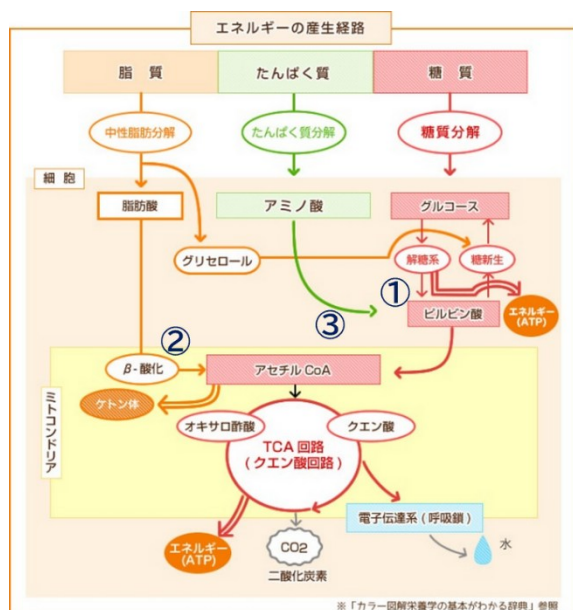 エネルギーの産生経路
脂質
たんぱく質
糖質
中性脂肪分解
たんぱく質分解
糖質分解
細胞
脂肪酸
アミノ酸
グルコース
グリセロール
解糖系
糖新生
①
③
ピルビン酸
エネルギー
(ATP)
②
β-酸化
アセチルCoA
ケトン体
ミトコンドリア
オキサロ酢酸
クエン酸
TCA回路
(クエン酸回路)
電子伝達系(呼吸鎖)
エネルギー
(ATP)
CO2
二酸化炭素
水
※「カラー図解栄養学の基本がわかる辞典」参照